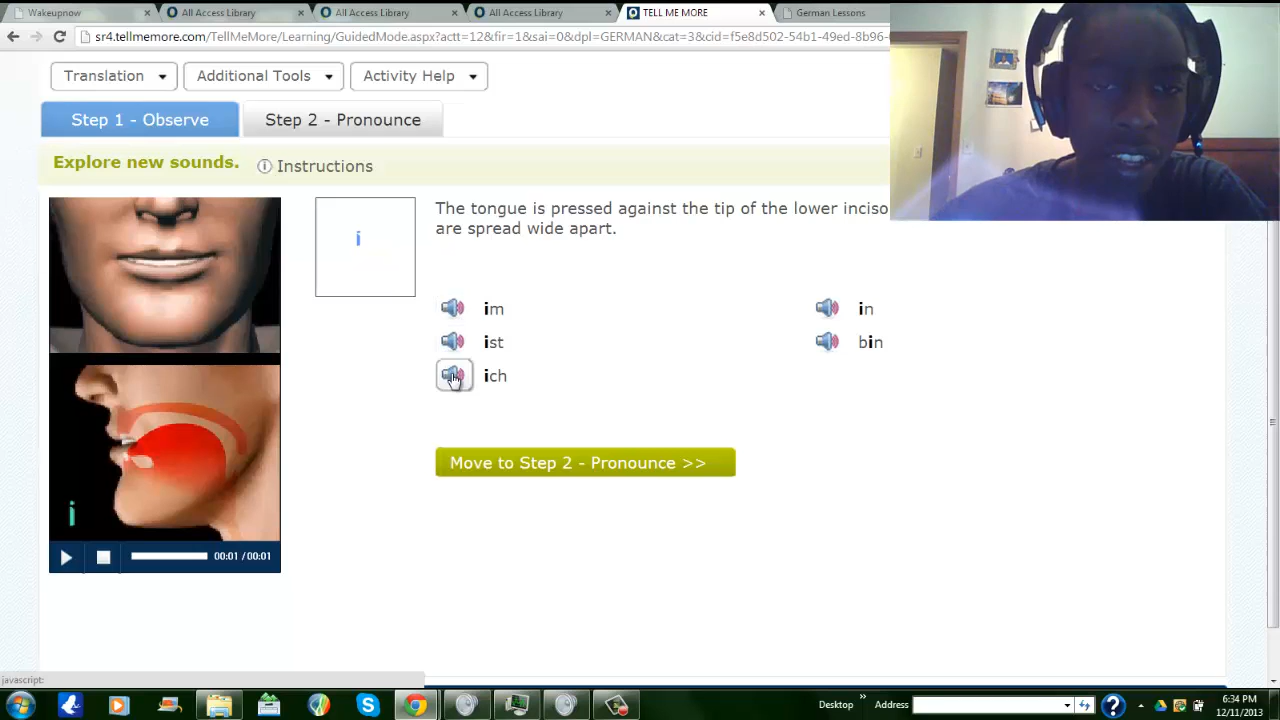 Wakeupnow
All Access Library
All Access Library
All Access Library
TELL ME MORE
German Lessons
sr4.tellmemore.com/TellMeMore/Learning/GuidedMode.aspx?actt=12&fir=1&sai=0&dpl=GERMAN&cat=3&cid=f5e8d502-54b1-49ed-8b96-
Translation
Additional Tools
Activity Help
Step 1 - Observe
Step 2 - Pronounce
Explore new sounds.
Instructions
The tongue is pressed against the tip of the lower inciso
are spread wide apart.
i
im
in
ist
bin
ich
Move to Step 2 - Pronounce >>
i
00:01 / 00:01
javascript:
Desktop
Address
6:34 PM
12/11/2013